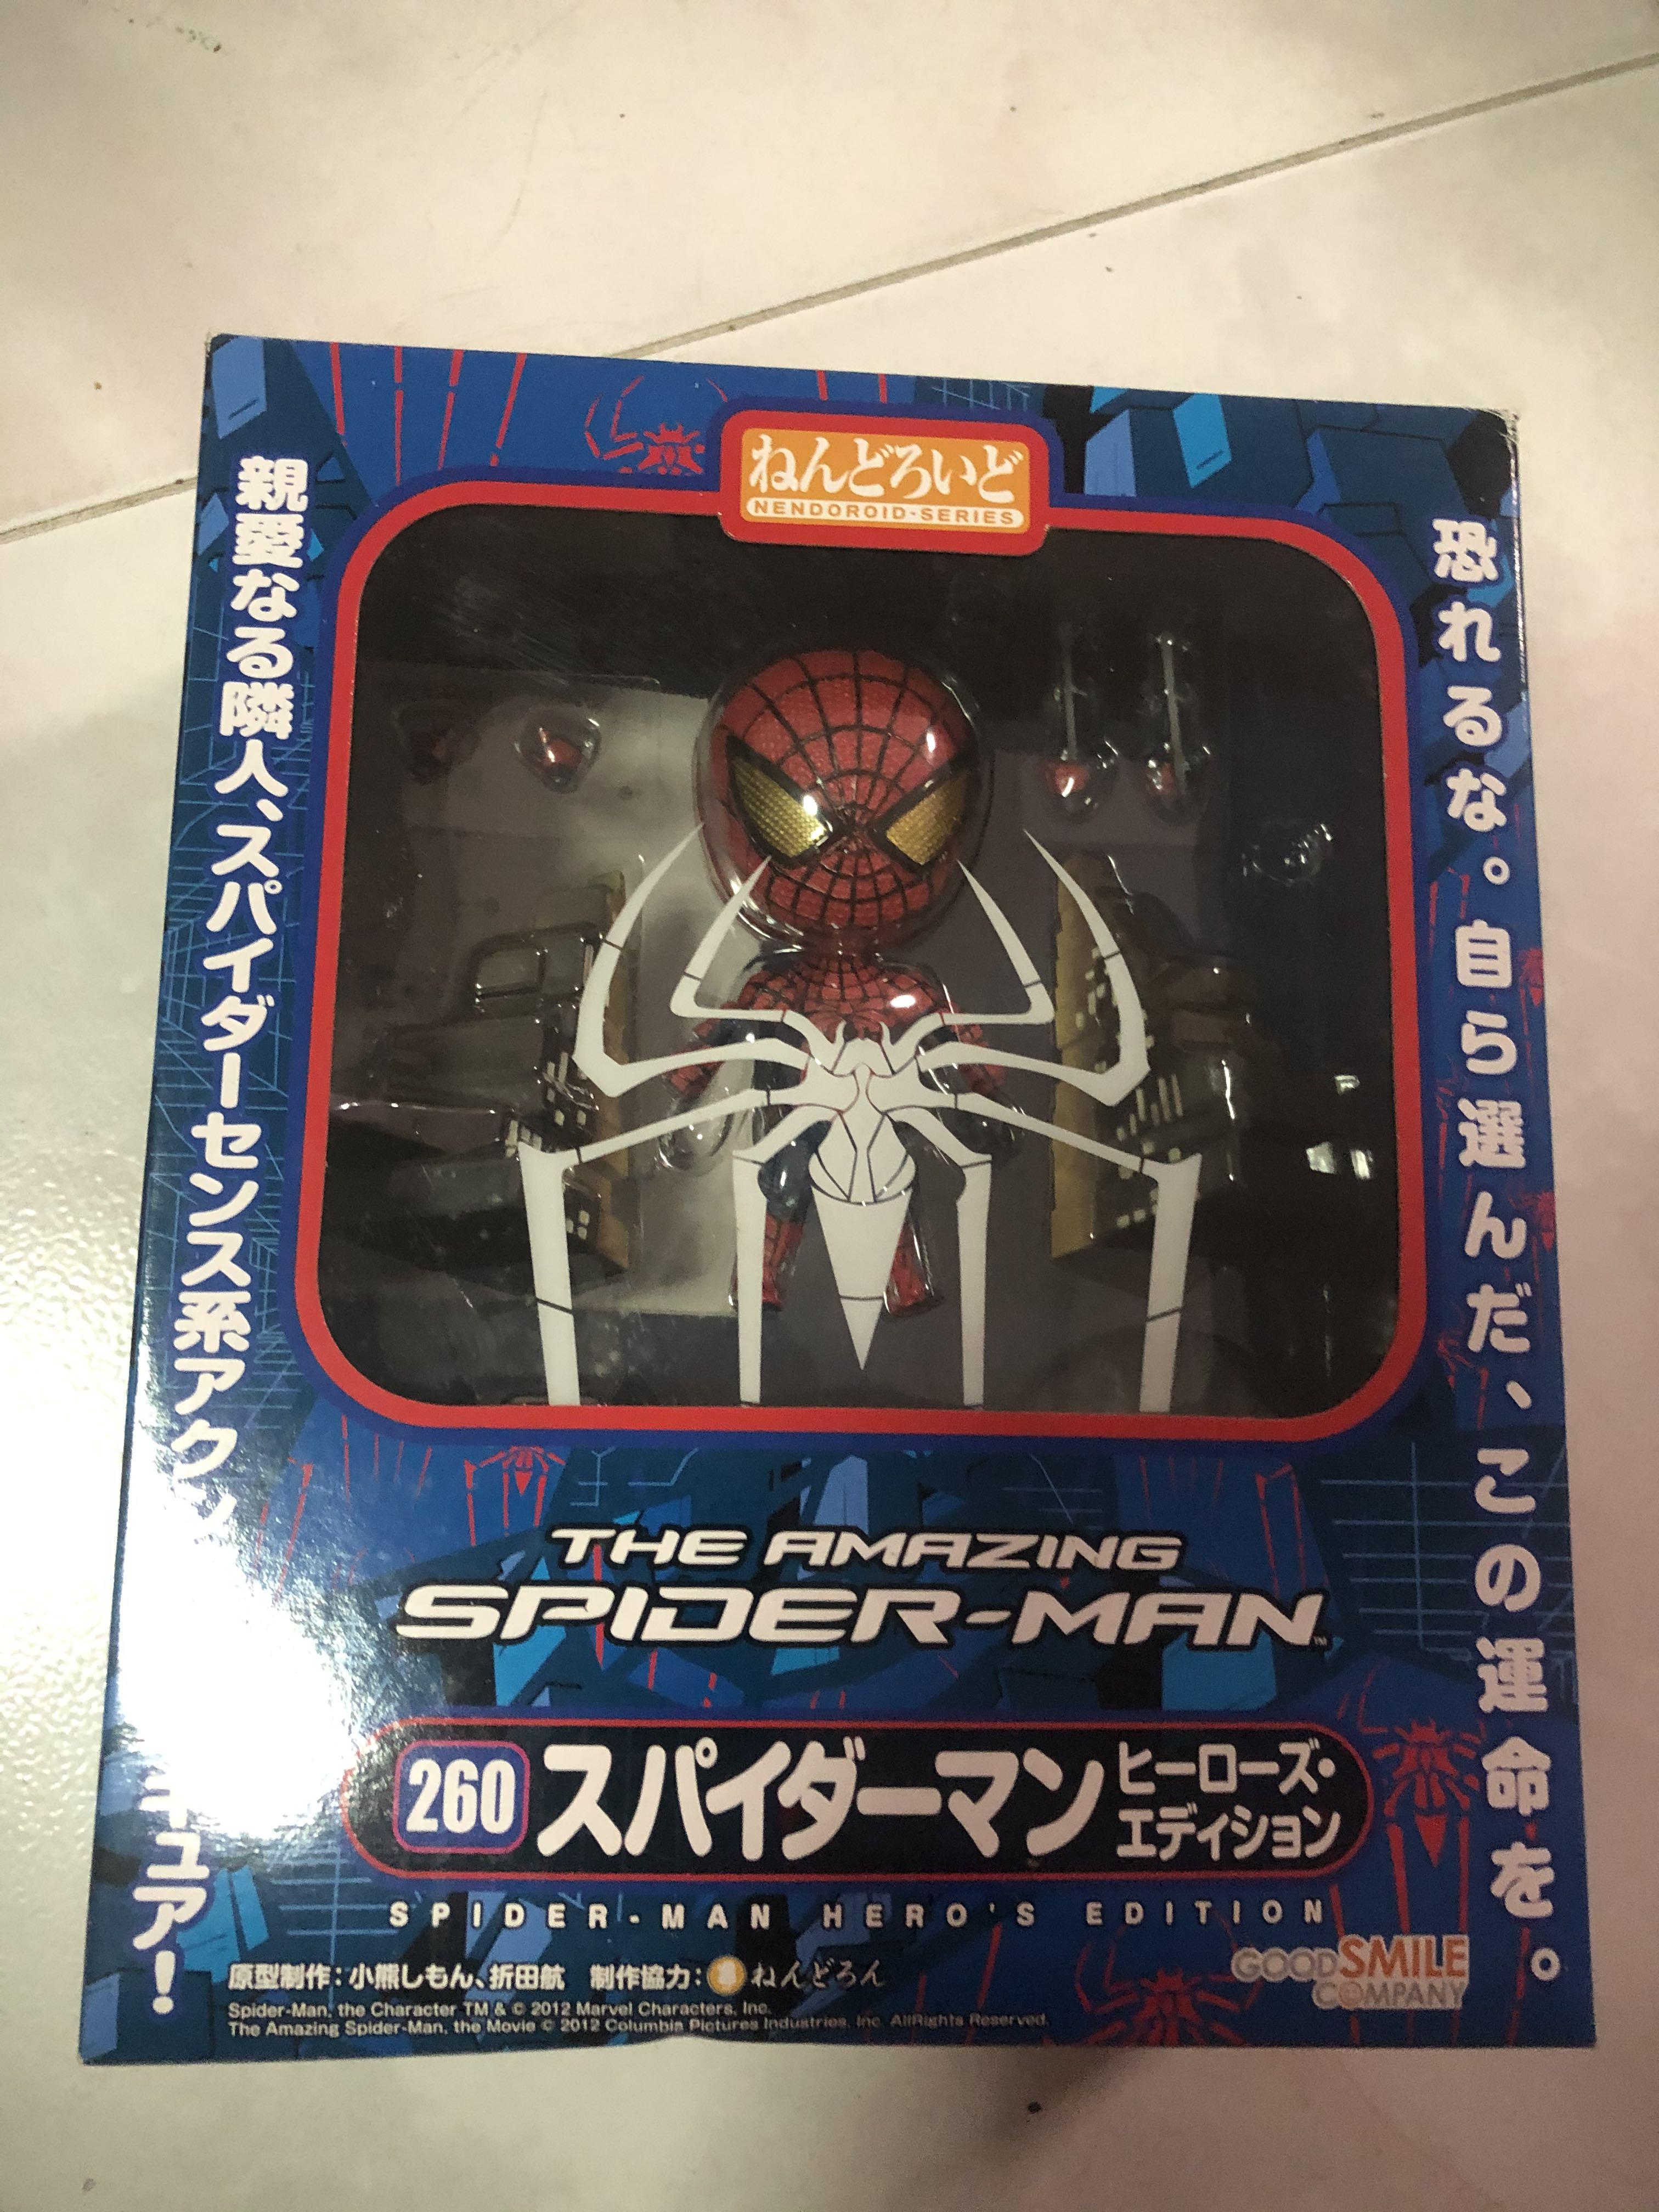 ねんどろいど
NENDOROID-SERIES
恐れるな。自ら選んだ、この運命を。
親愛なる隣人、スパイダーセンス系アク
ュア!
THE AMAZING
SPIDER-MAN
TM
260 スパイダーマン ヒーローズ・
エディション
SPIDER-MAN HERO'S EDITION
原型制作:小熊しもん、折田航 制作協力: ねんどろん
GOODSMILE
COMPANY
Spider-Man, the Character TM & © 2012 Marvel Characters, Inc.
The Amazing Spider-Man, the Movie © 2012 Columbia Pictures Industries, Inc. AllRights Reserved.